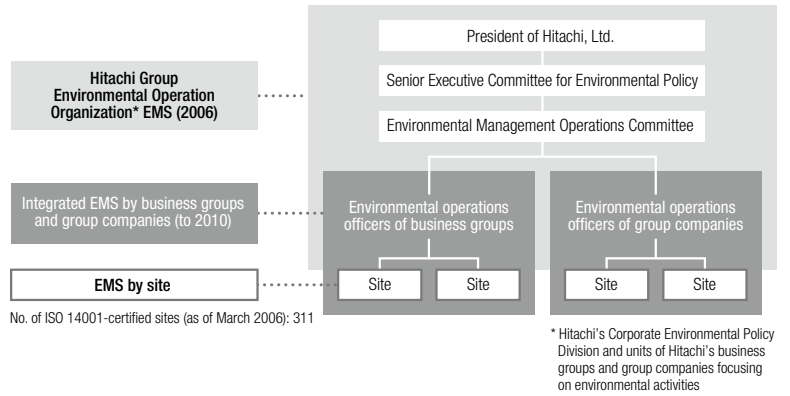 President of Hitachi, Ltd.
Senior Executive Committee for Environmental Policy
Environmental Management Operations Committee
Hitachi Group
Environmental Operation
Organization* EMS (2006)
Integrated EMS by business groups
and group companies (to 2010)
Environmental operations
officers of business groups
Environmental operations
officers of group companies
EMS by site
Site
Site
Site
Site
No. of ISO 14001-certified sites (as of March 2006): 311
* Hitachi's Corporate Environmental Policy
Division and units of Hitachi's business
groups and group companies focusing
on environmental activities